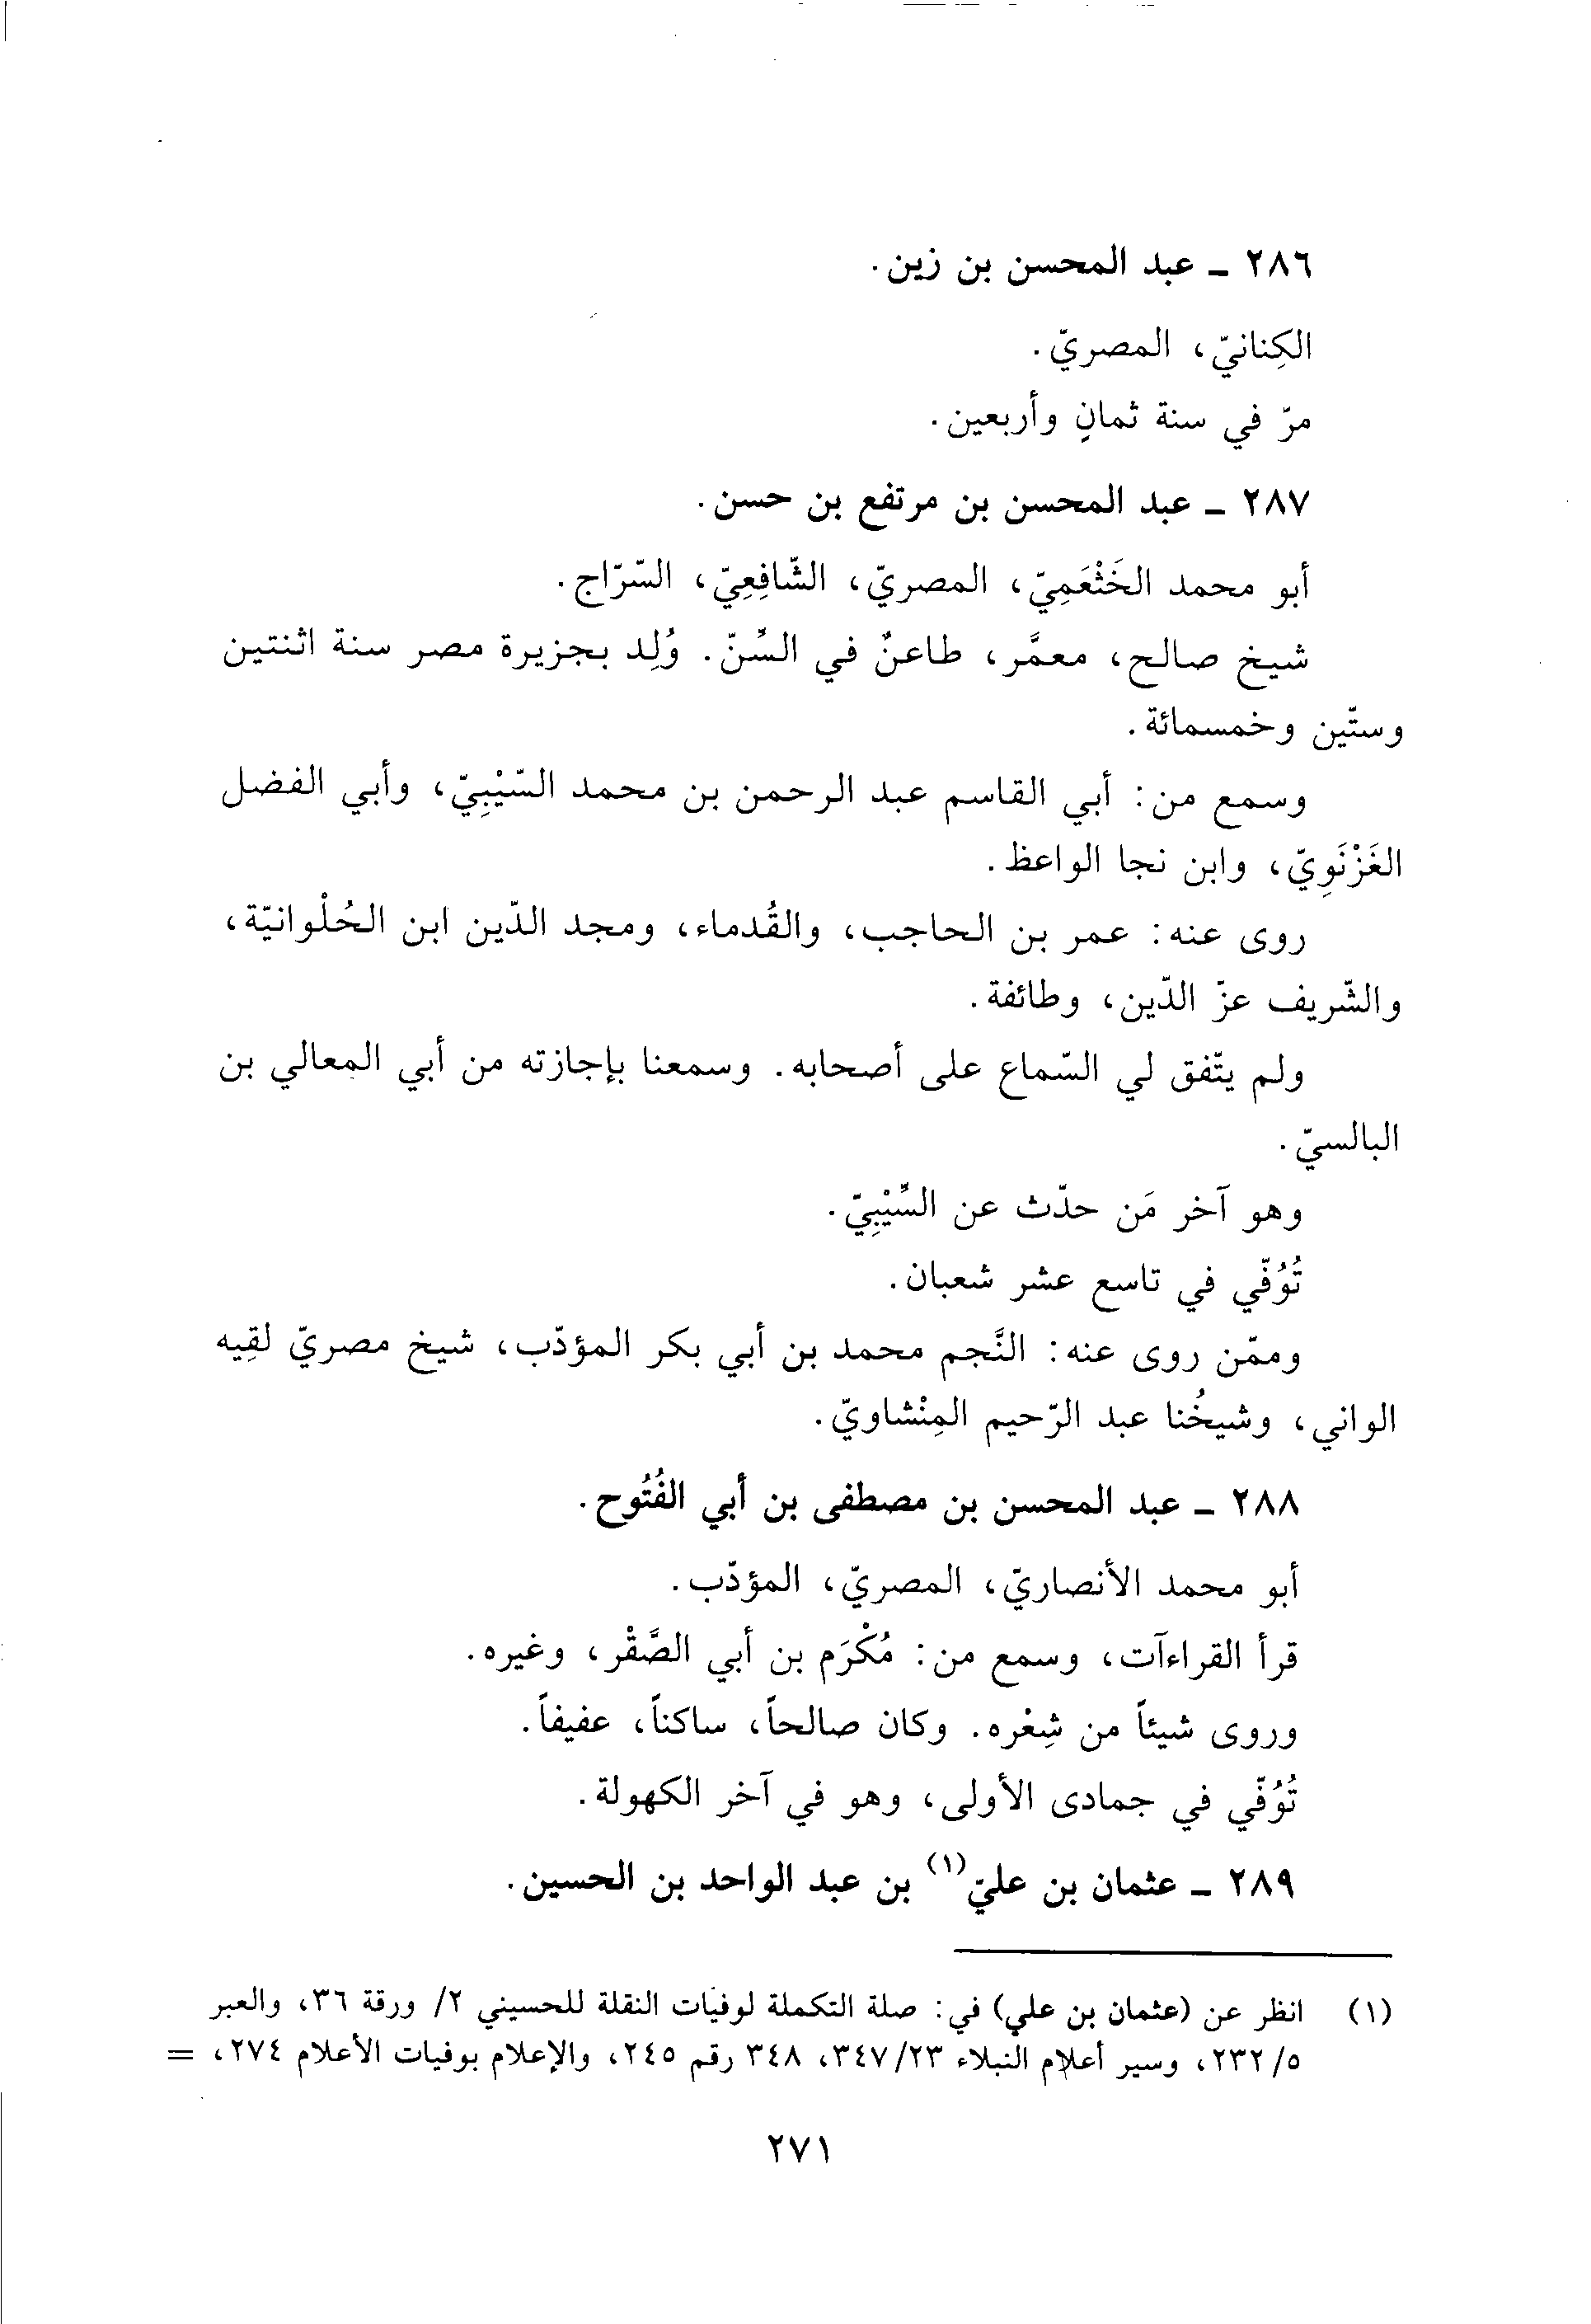 ٢٨٦ ـ عبد المحسن بن زين.
الكِنانيّ، المصريّ.
مرّ في سنة ثمانٍ وأربعين.
٢٨٧ ـ عبد المحسن بن مرتفع بن حسن.
أبو محمد الخَثْعَمِيّ، المصريّ، الشّافِعِيّ، السّرّاج.
شيخ صالح، معمَّر، طاعنٌ في السِّنّ. وُلِد بجزيرة مصر سنة اثنتين
وستّين وخمسمائة.
وسمع من: أبي القاسم عبد الرحمن بن محمد السّيْبِيّ، وأبي الفضل
الغَزْنَوِيّ، وابن نجا الواعظ.
روى عنه: عمر بن الحاجب، والقُدماء، ومجد الدّين ابن الحُلْوانيّة،
والشّريف عزّ الدّين، وطائفة.
ولم يتّفق لي السّماع على أصحابه. وسمعنا بإجازته من أبي المعالي بن
البالسيّ.
وهو آخر مَن حدّث عن السِّيْبِيّ.
تُوُفّي في تاسع عشر شعبان.
وممّن روى عنه: النَّجم محمد بن أبي بكر المؤدّب، شيخ مصريّ لقِيه
الواني، وشيخُنا عبد الرّحيم المِنْشاويّ.
٢٨٨ ـ عبد المحسن بن مصطفى بن أبي الفُتُوح.
أبو محمد الأنصاريّ، المصريّ، المؤدّب.
قرأ القراءآت، وسمع من: مُكْرَم بن أبي الصَّقْر، وغيره.
وروى شيئاً من شِعْره. وكان صالحاً، ساكناً، عفيفاً.
تُوُفّي في جمادى الأولى، وهو في آخر الكهولة.
٢٨٩ ـ عثمان بن عليّ(١) بن عبد الواحد بن الحسين.
(١) انظر عن (عثمان بن علي) في: صلة التكملة لوفيات النقلة للحسيني ٢/ ورقة ٣٦، والعبر
٥/ ٢٣٢، وسير أعلام النبلاء ٢٣/ ٣٤٧، ٣٤٨ رقم ٢٤٥، والإعلام بوفيات الأعلام ٢٧٤، =
٢٧١